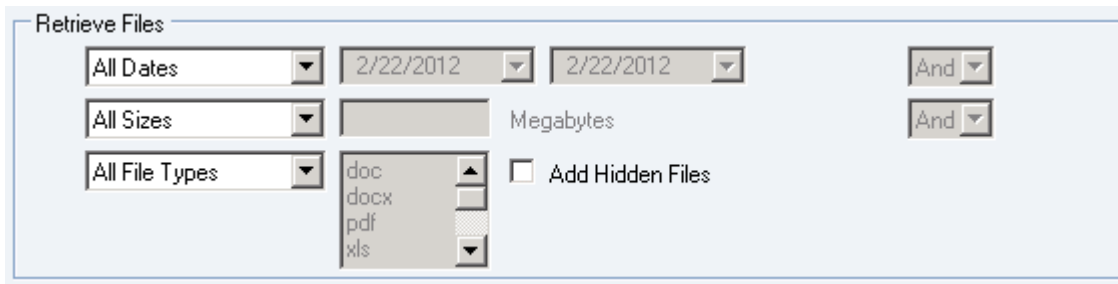 Retrieve Files
All Dates 2/22/2012 2/22/2012 And
All Sizes Megabytes And
All File Types doc Add Hidden Files
docx
pdf
xls